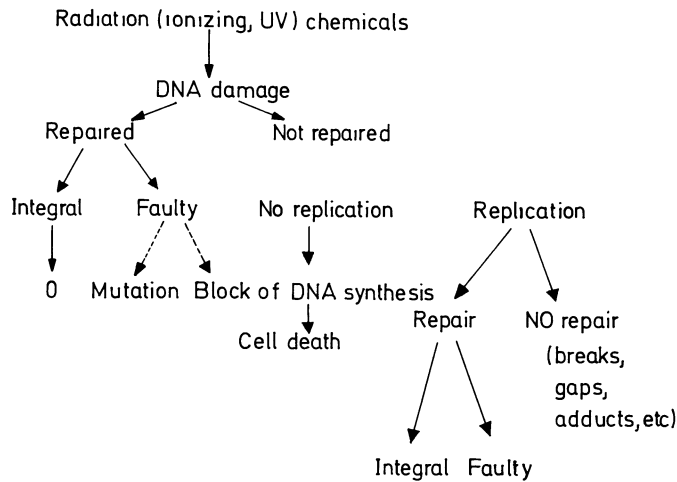 Radiation (ionizing, UV) chemicals
DNA damage
Repaired
Not repaired
Integral
Faulty
No replication
Replication
0
Mutation
Block of DNA synthesis
Repair
NO repair
Cell death
(breaks,
gaps,
adducts, etc)
Integral
Faulty